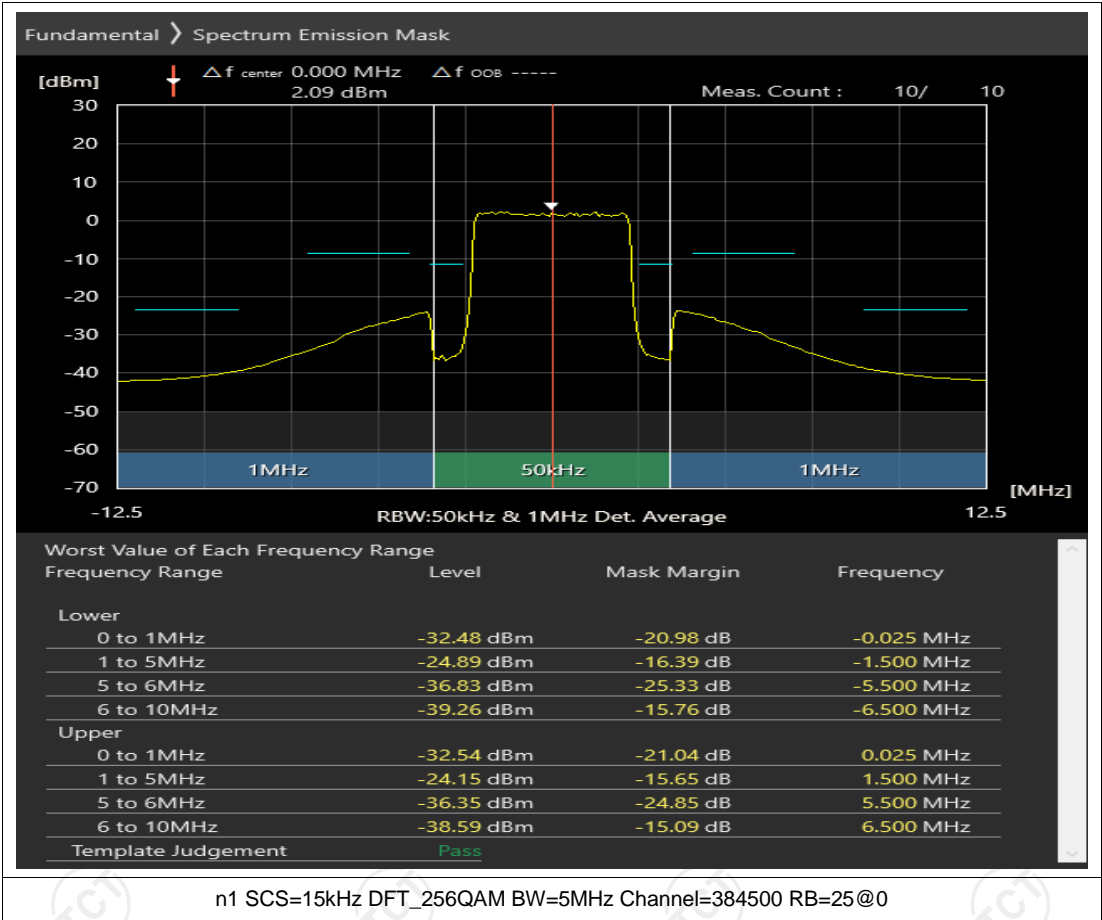 Fundamental ❯ Spectrum Emission Mask
[dBm] Δ f center 0.000 MHz Δ f OOB -----
2.09 dBm Meas. Count : 10/ 10
30
20
10
0
-10
-20
-30
-40
-50
-60
1MHz 50kHz 1MHz
-70 [MHz]
-12.5 RBW:50kHz & 1MHz Det. Average 12.5
Worst Value of Each Frequency Range
Frequency Range Level Mask Margin Frequency
Lower
0 to 1MHz -32.48 dBm -20.98 dB -0.025 MHz
1 to 5MHz -24.89 dBm -16.39 dB -1.500 MHz
5 to 6MHz -36.83 dBm -25.33 dB -5.500 MHz
6 to 10MHz -39.26 dBm -15.76 dB -6.500 MHz
Upper
0 to 1MHz -32.54 dBm -21.04 dB 0.025 MHz
1 to 5MHz -24.15 dBm -15.65 dB 1.500 MHz
5 to 6MHz -36.35 dBm -24.85 dB 5.500 MHz
6 to 10MHz -38.59 dBm -15.09 dB 6.500 MHz
Template Judgement Pass
n1 SCS=15kHz DFT_256QAM BW=5MHz Channel=384500 RB=25@0
TCT TCT TCT TCT